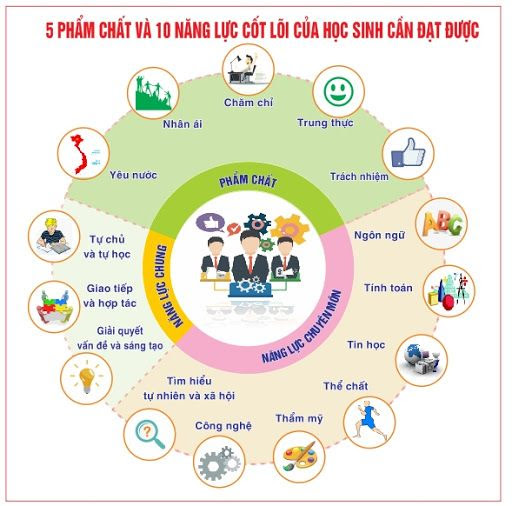 5 PHẨM CHẤT VÀ 10 NĂNG LỰC CỐT LÕI CỦA HỌC SINH CẦN ĐẠT ĐƯỢC
Chăm chỉ
Nhân ái
Trung thực
Yêu nước
Trách nhiệm
PHẨM CHẤT
Tự chủ
và tự học
Giao tiếp
và hợp tác
Giải quyết
vấn đề và sáng tạo
NĂNG LỰC CHUNG
NĂNG LỰC CHUYÊN MÔN
Ngôn ngữ
ABC
Tính toán
Tin học
Thể chất
Thẩm mỹ
Công nghệ
Tìm hiểu
tự nhiên và xã hội